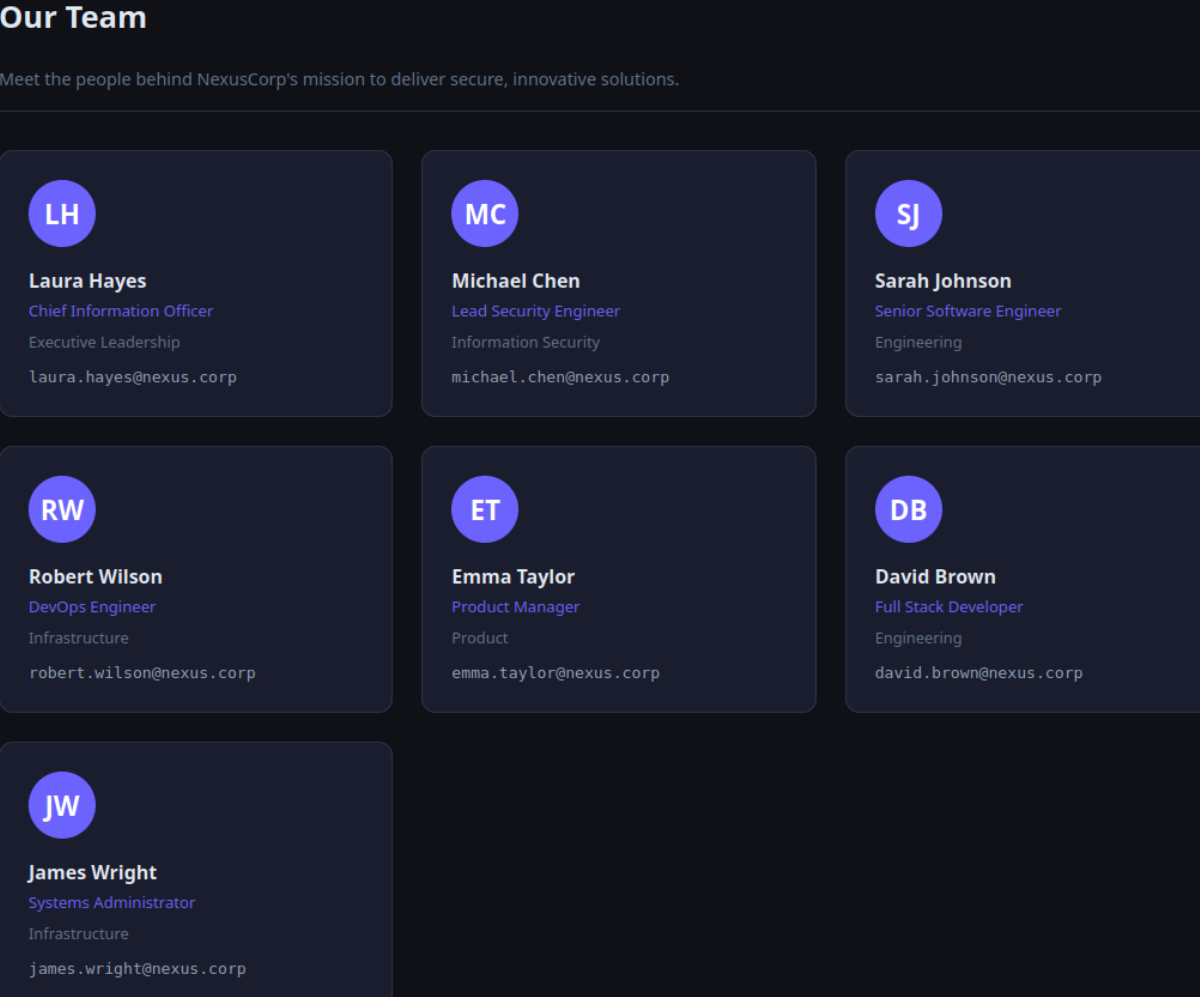 Our Team
Meet the people behind NexusCorp's mission to deliver secure, innovative solutions.
LH
Laura Hayes
Chief Information Officer
Executive Leadership
laura.hayes@nexus.corp
MC
Michael Chen
Lead Security Engineer
Information Security
michael.chen@nexus.corp
SJ
Sarah Johnson
Senior Software Engineer
Engineering
sarah.johnson@nexus.corp
RW
Robert Wilson
DevOps Engineer
Infrastructure
robert.wilson@nexus.corp
ET
Emma Taylor
Product Manager
Product
emma.taylor@nexus.corp
DB
David Brown
Full Stack Developer
Engineering
david.brown@nexus.corp
JW
James Wright
Systems Administrator
Infrastructure
james.wright@nexus.corp